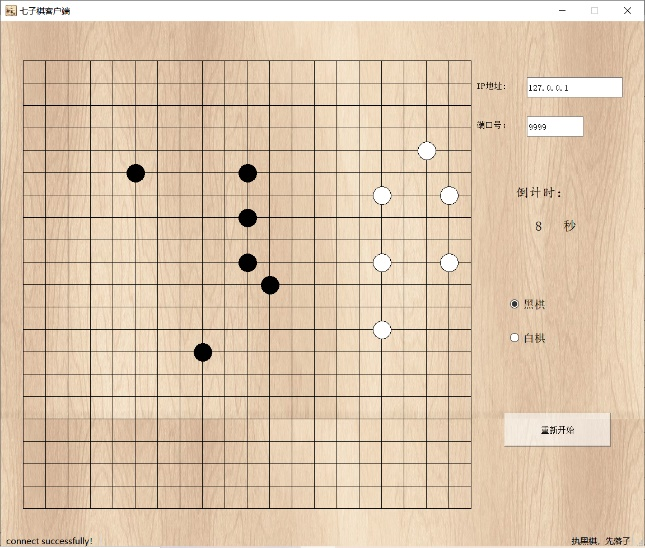 七子棋客户端
IP地址:
127.0.0.1
端口号:
9999
倒计时:
8 秒
黑棋
白棋
重新开始
connect successfully!
执黑棋，先落子